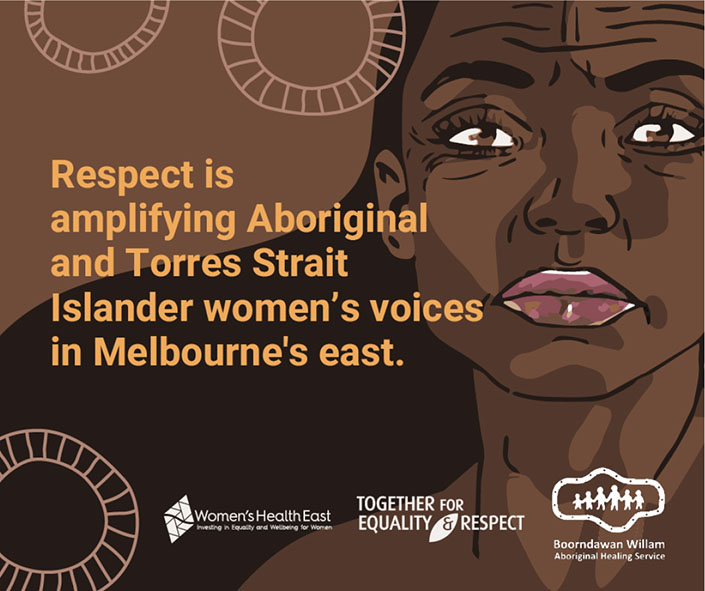 Respect is
amplifying Aboriginal
and Torres Strait
Islander women’s voices
in Melbourne's east.
Women's Health East
Investing in Equality and Wellbeing for Women
TOGETHER FOR
EQUALITY & RESPECT
Boorndawan Willam
Aboriginal Healing Service